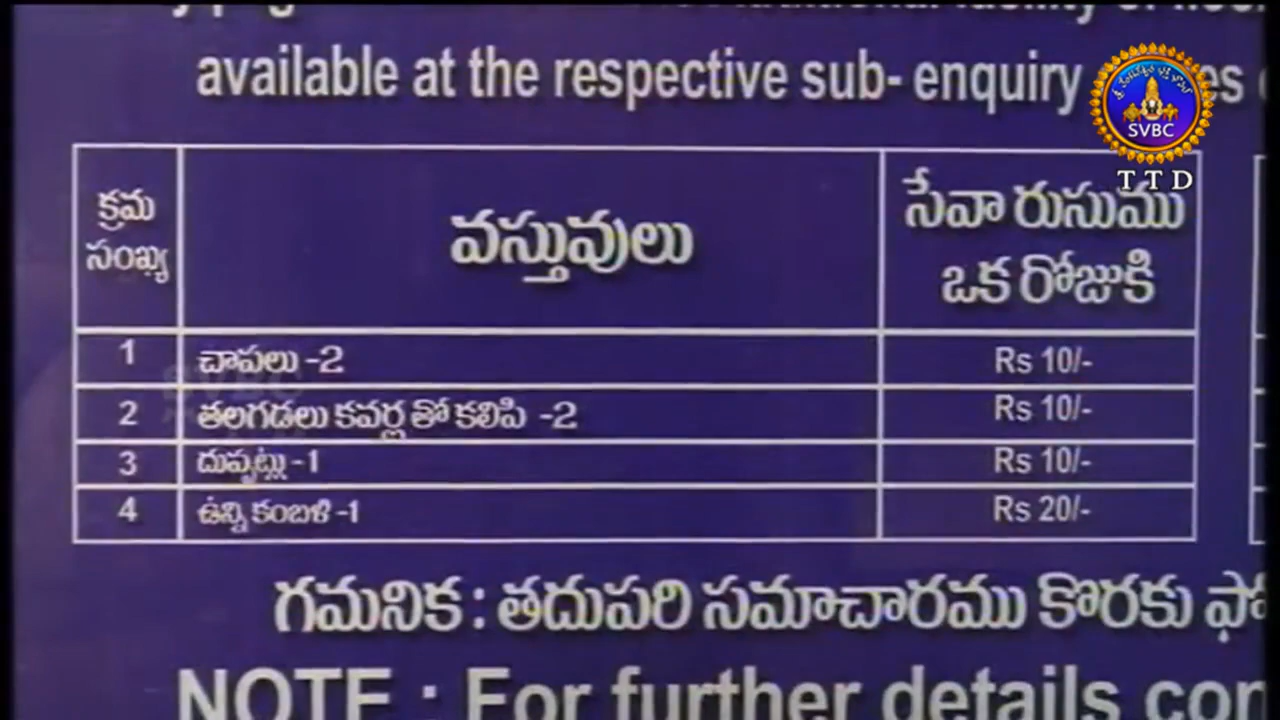 available at the respective sub- enquiry
SVBC
T T D
క్రమ సంఖ్య వస్తువులు సేవా రుసుము ఒక రోజుకి
1 చాపలు -2 Rs 10/-
2 తలగడలు కవర్ల తో కలిపి -2 Rs 10/-
3 దుప్పట్లు -1 Rs 10/-
4 ఉన్ని కంబళి -1 Rs 20/-
గమనిక : తదుపరి సమాచారము కొరకు
NOTE : For further details